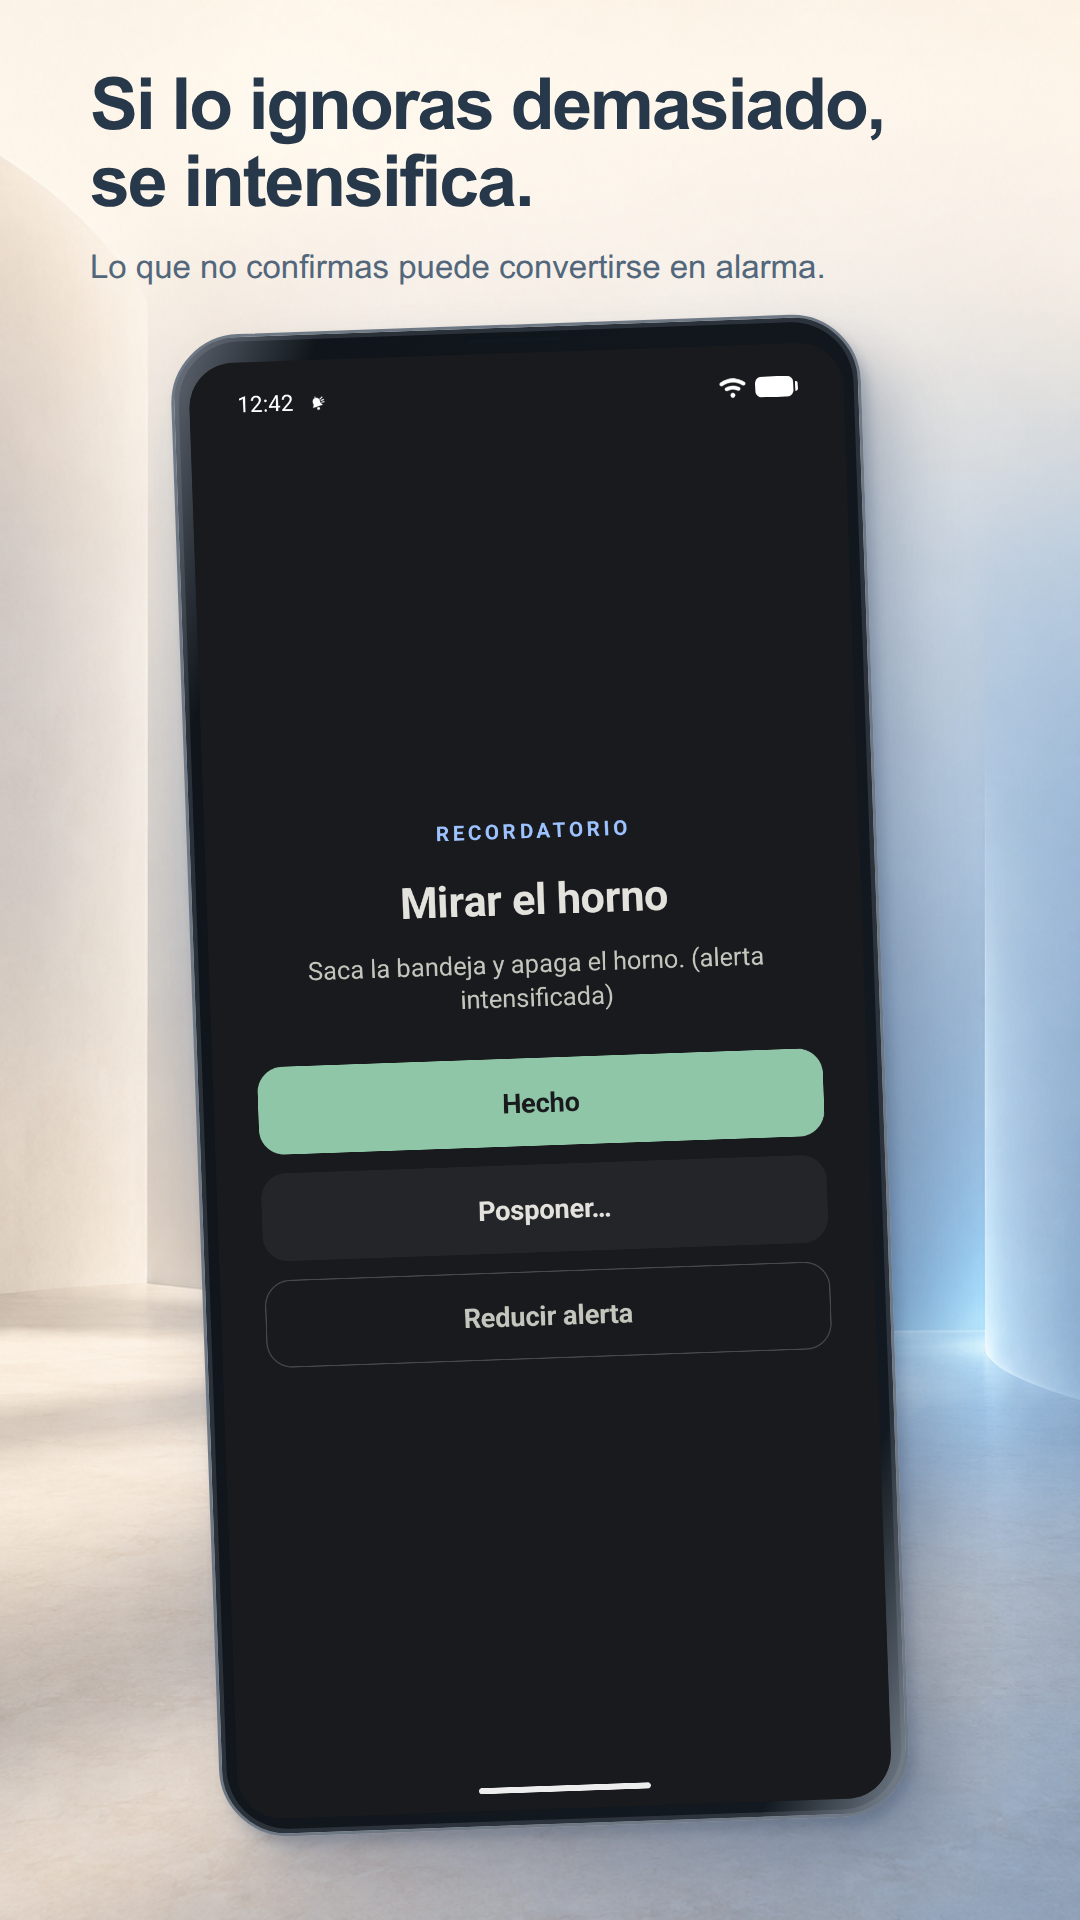 Si lo ignoras demasiado,
se intensifica.
Lo que no confirmas puede convertirse en alarma.
12:42
RECORDATORIO
Mirar el horno
Saca la bandeja y apaga el horno. (alerta
intensificada)
Hecho
Posponer...
Reducir alerta